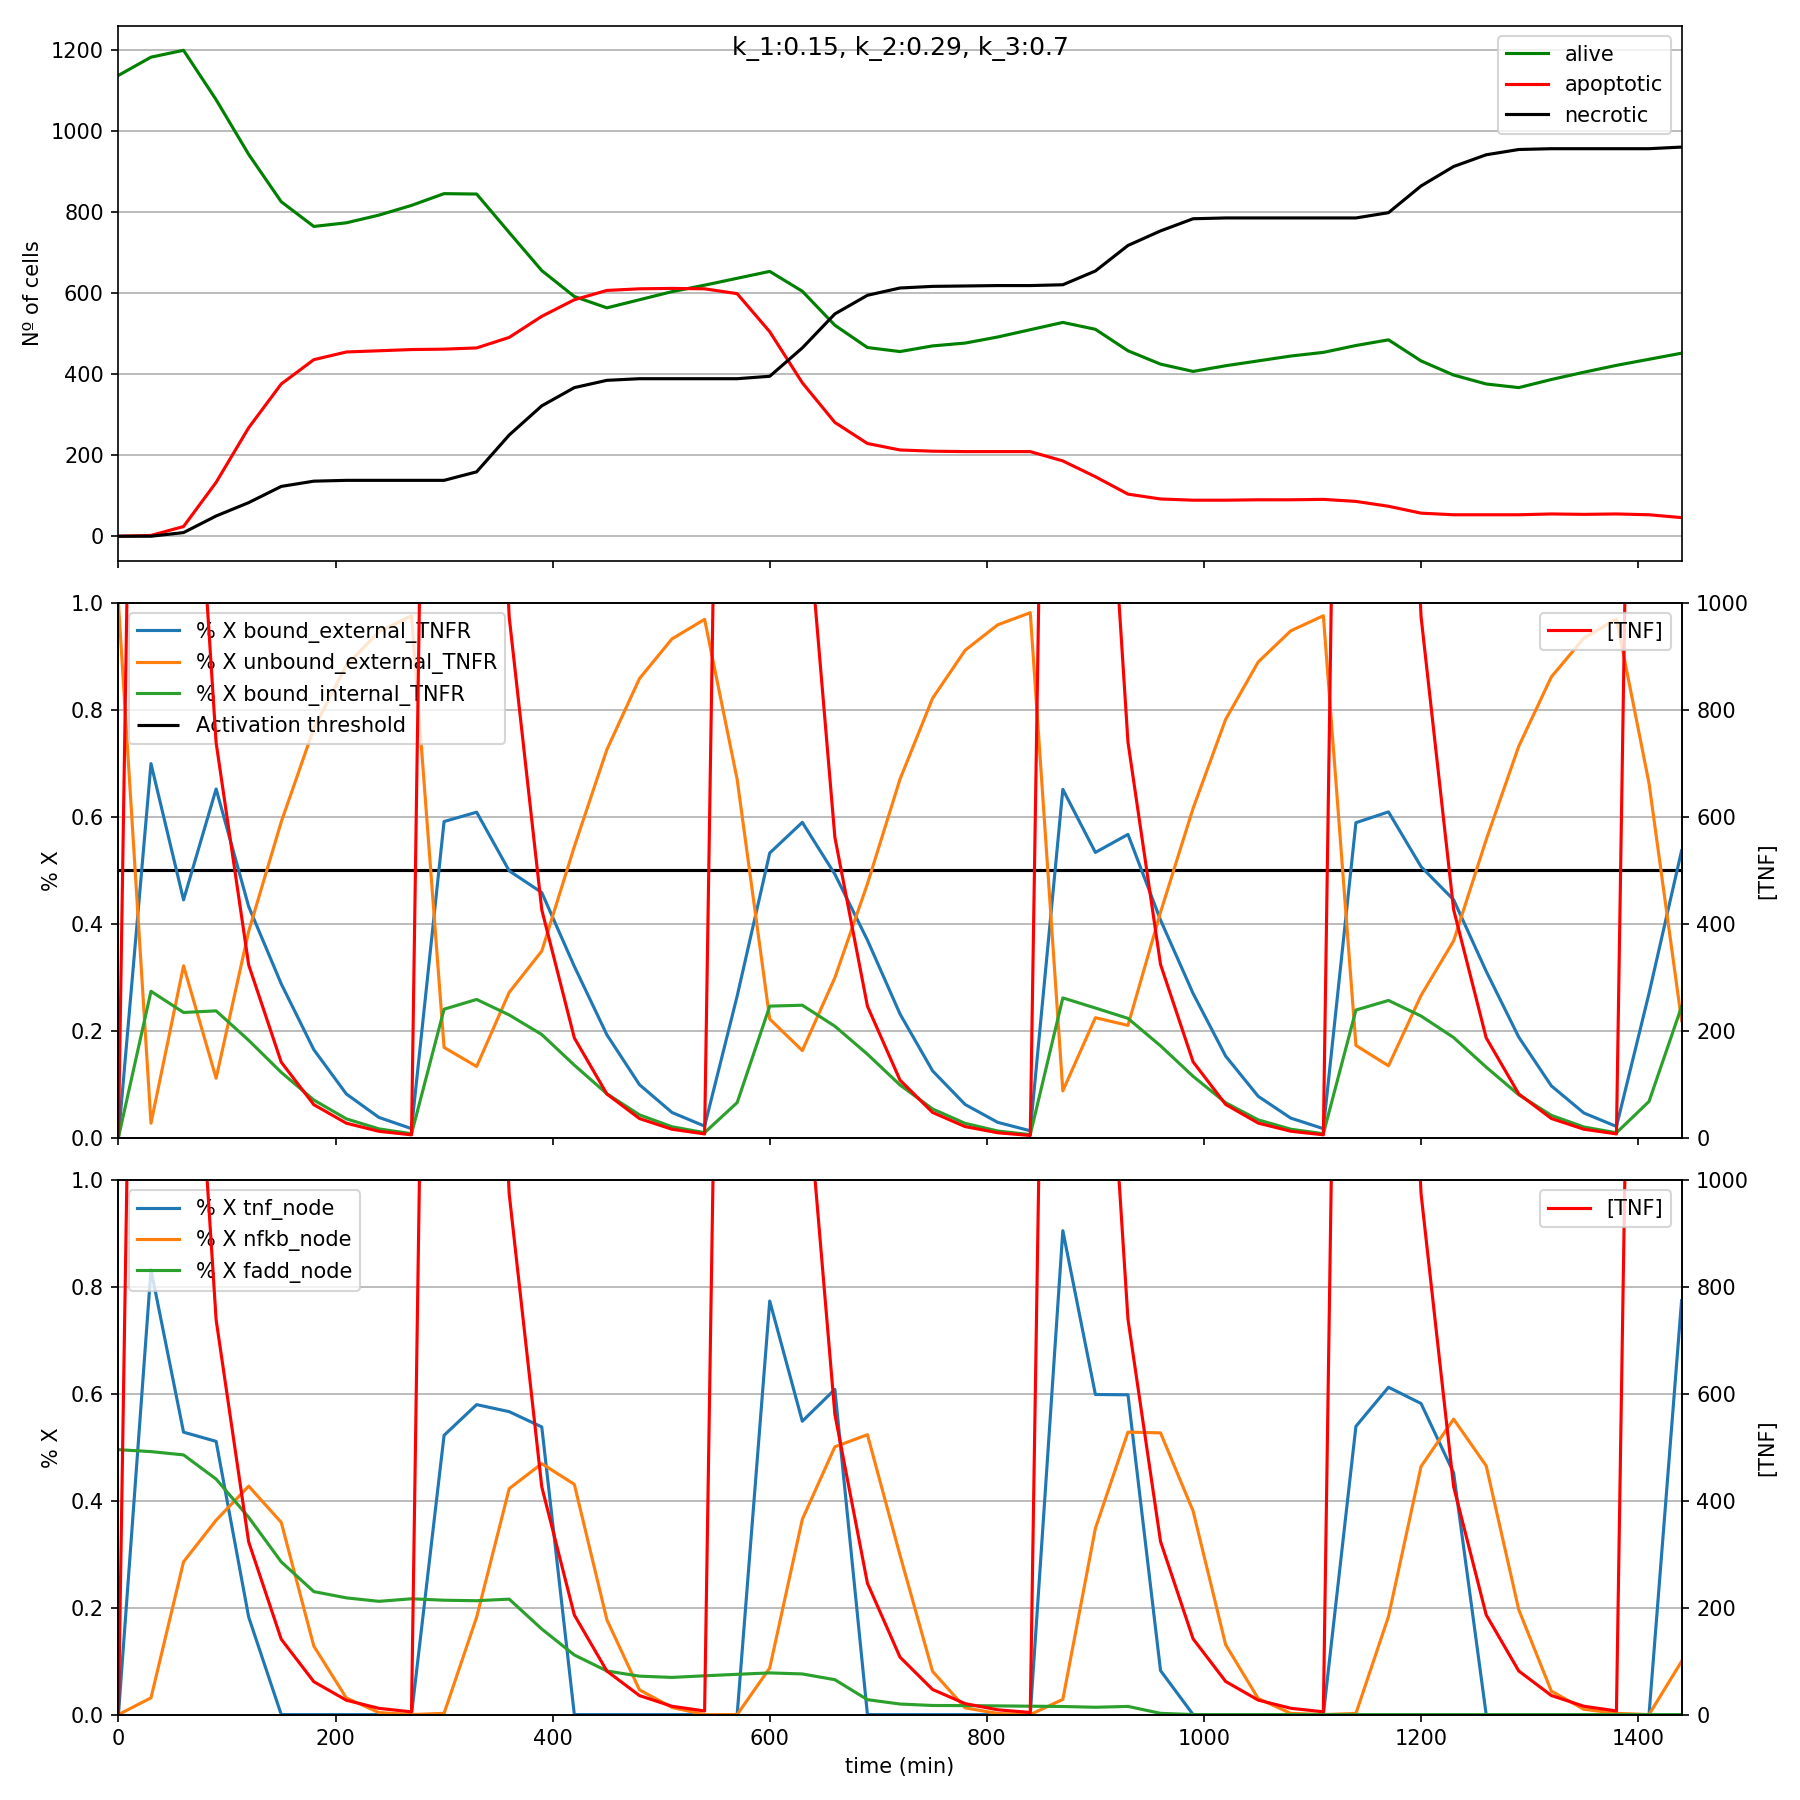 k_1:0.15, k_2:0.29, k_3:0.7
alive
apoptotic
necrotic
1200
1000
800
600
400
200
0
Nº of cells
% X bound_external_TNFR
% X unbound_external_TNFR
% X bound_internal_TNFR
Activation threshold
[TNF]
1.0
0.8
0.6
0.4
0.2
0.0
% X
1000
800
600
400
200
0
[TNF]
% X tnf_node
% X nfkb_node
% X fadd_node
[TNF]
1.0
0.8
0.6
0.4
0.2
0.0
% X
1000
800
600
400
200
0
[TNF]
0 200 400 600 800 1000 1200 1400
time (min)